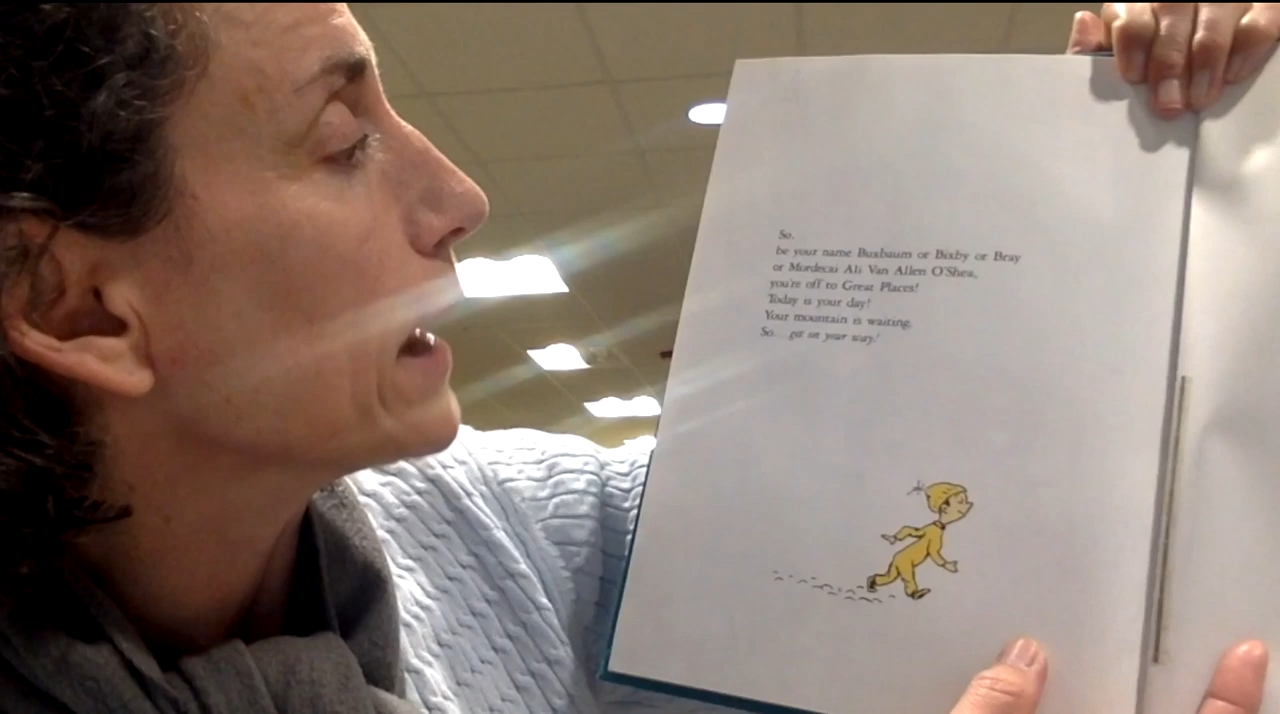 So.
be your name Buxbaum or Bixby or Bray
or Mordecai Ali Van Allen O'Shea,
you're off to Great Places!
Today is your day!
Your mountain is waiting.
So...get on your way!